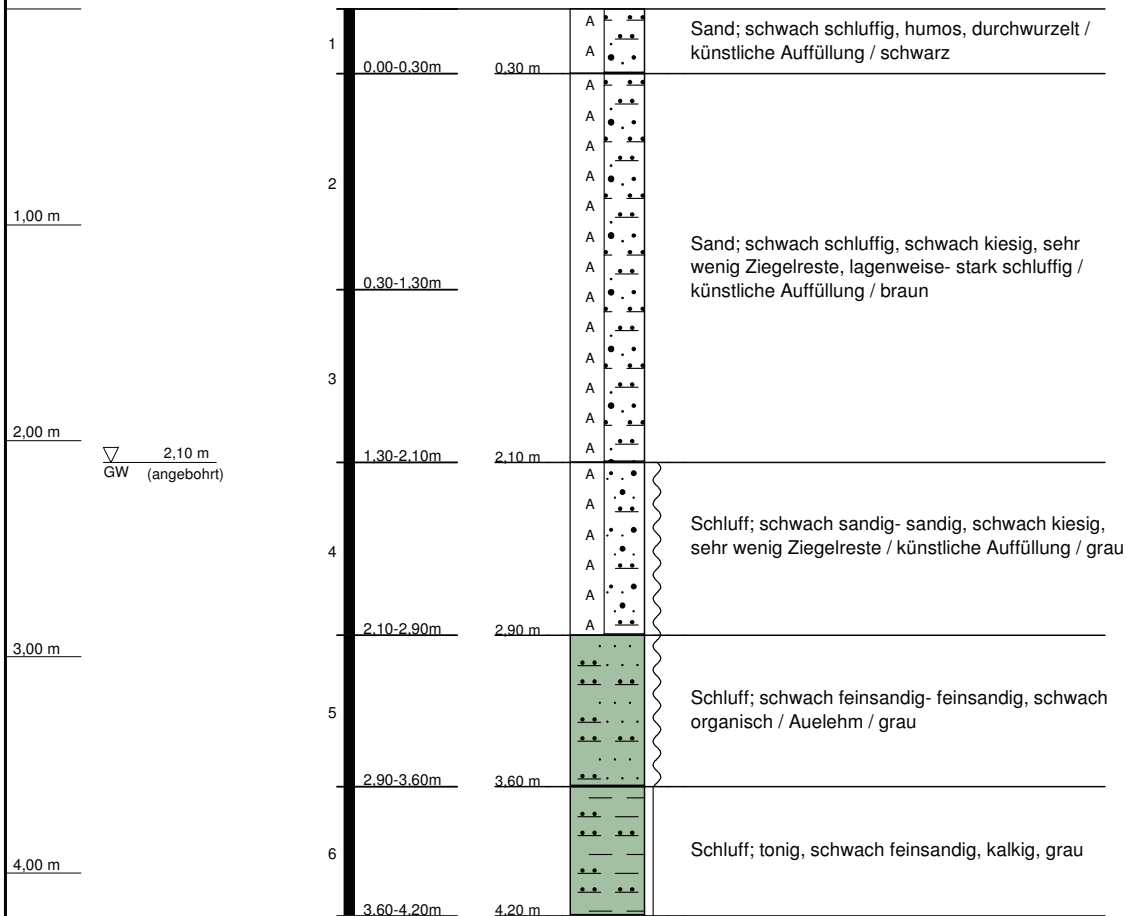 1
A
A
Sand; schwach schluffig, humos, durchwurzelt /
künstliche Auffüllung / schwarz
0.00-0.30m
0,30 m
A
A
A
A
2
A
1,00 m
A
A
A
A
A
A
A
A
Sand; schwach schluffig, schwach kiesig, sehr
wenig Ziegelreste, lagenweise- stark schluffig /
künstliche Auffüllung / braun
0.30-1.30m
3
2,00 m
2,10 m
GW (angebohrt)
1.30-2.10m
2,10 m
A
A
A
A
A
A
4
Schluff; schwach sandig- sandig, schwach kiesig,
sehr wenig Ziegelreste / künstliche Auffüllung / grau
2.10-2.90m
2,90 m
3,00 m
5
Schluff; schwach feinsandig- feinsandig, schwach
organisch / Auelehm / grau
2.90-3.60m
3,60 m
6
Schluff; tonig, schwach feinsandig, kalkig, grau
4,00 m
3.60-4.20m
4,20 m